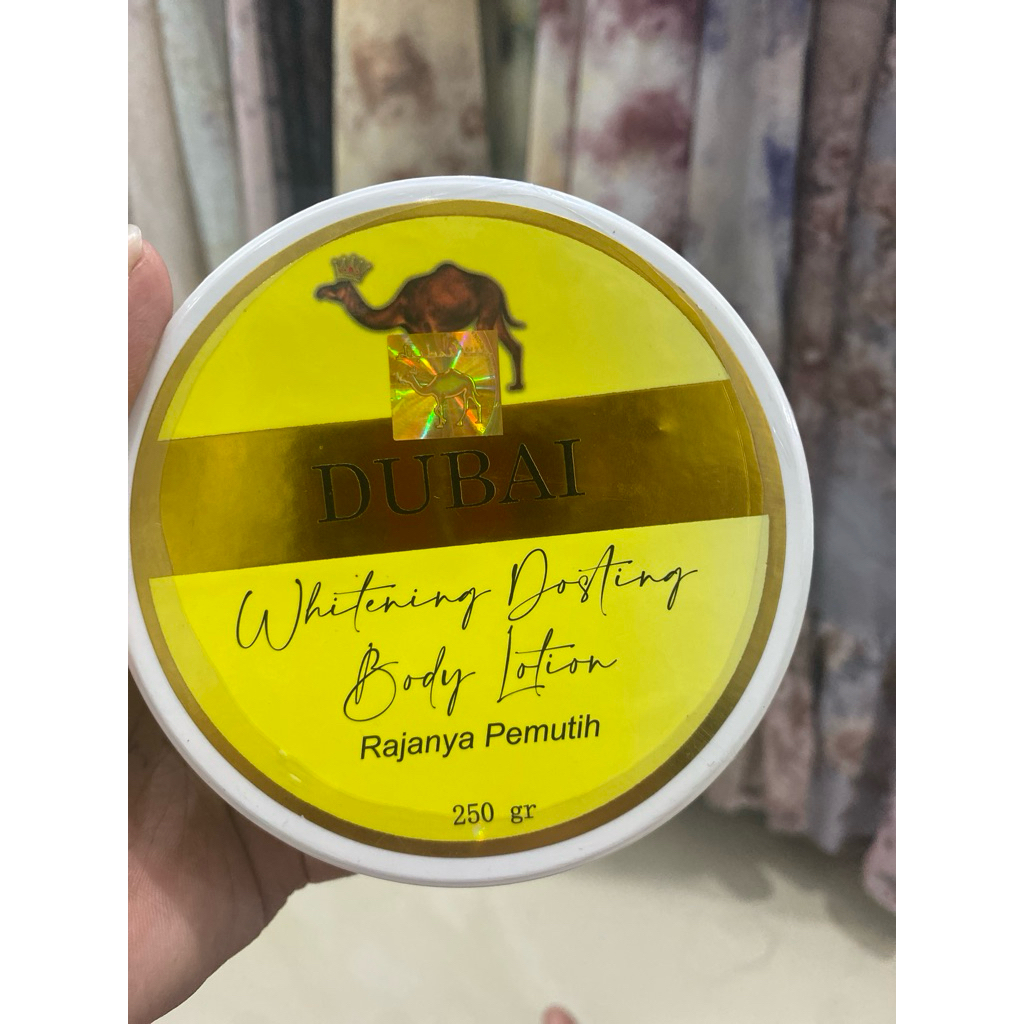 DUBAI
Whitening Dosting
Body Lotion
Rajanya Pemutih
250 gr